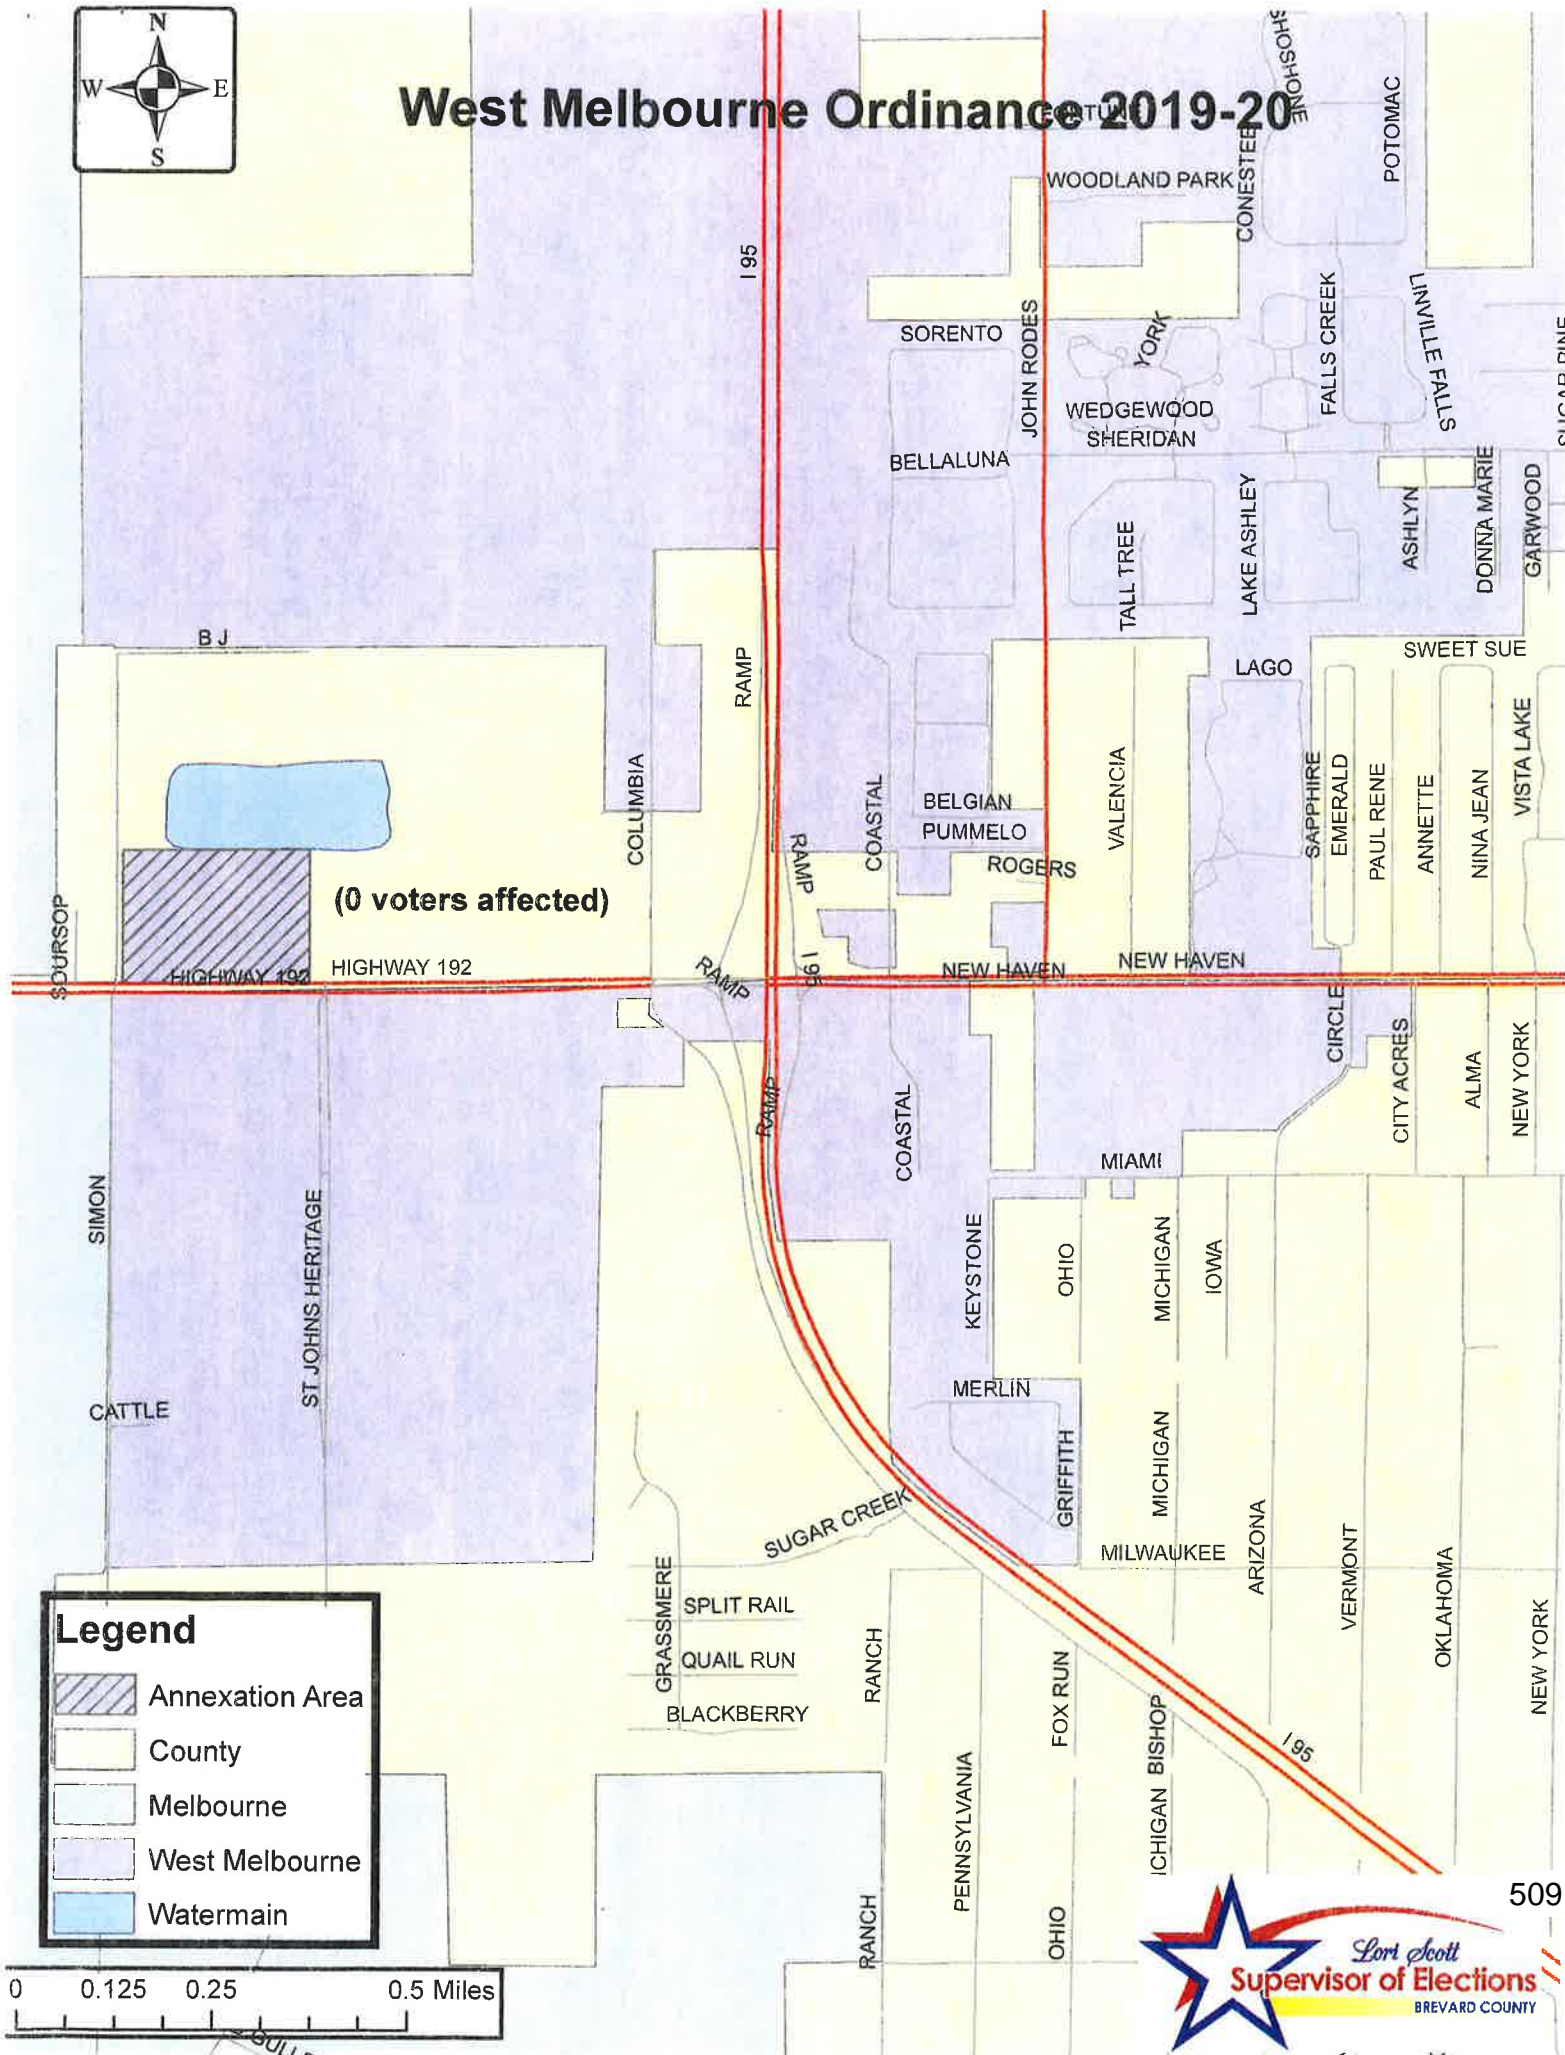 N
W E
S
West Melbourne Ordinance 2019-20
SHOSHONE
POTOMAC
CONESTEE
WOODLAND PARK
I 95
SORENTO
JOHN RODES
YORK
FALLS CREEK
LINVILLE FALLS
WEDGEWOOD
SHERIDAN
BELLALUNA
TALL TREE
LAKE ASHLEY
ASHLYN
DONNA MARIE
GARWOOD
B J
RAMP
LAGO
SWEET SUE
COLUMBIA
COASTAL
BELGIAN
PUMMELO
ROGERS
VALENCIA
SAPPHIRE
EMERALD
PAUL RENE
ANNETTE
NINA JEAN
VISTA LAKE
RAMP
(0 voters affected)
SOURSOP
HIGHWAY 192
HIGHWAY 192
RAMP
I 95
NEW HAVEN
NEW HAVEN
CIRCLE
CITY ACRES
ALMA
NEW YORK
RAMP
COASTAL
MIAMI
SIMON
ST JOHNS HERITAGE
KEYSTONE
OHIO
MICHIGAN
IOWA
CATTLE
MERLIN
GRIFFITH
MICHIGAN
SUGAR CREEK
MILWAUKEE
ARIZONA
VERMONT
OKLAHOMA
NEW YORK
GRASSMERE
SPLIT RAIL
QUAIL RUN
BLACKBERRY
RANCH
FOX RUN
BISHOP
I 95
PENNSYLVANIA
ICHIGAN
RANCH
OHIO
Legend
Annexation Area
County
Melbourne
West Melbourne
Watermain
0 0.125 0.25 0.5 Miles
509
Lori Scott
Supervisor of Elections
BREVARD COUNTY